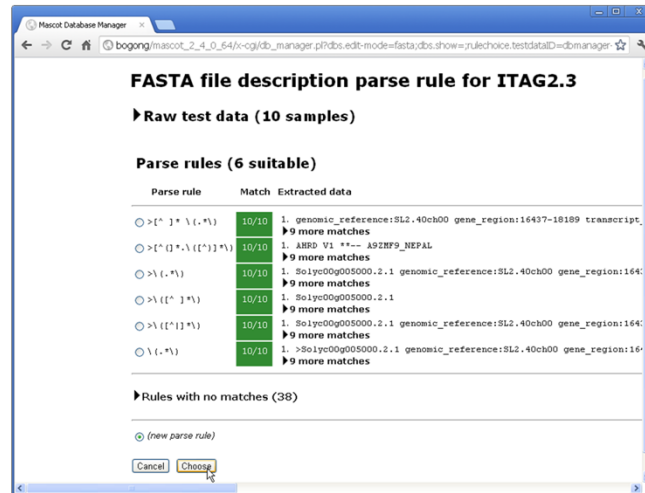 Mascot Database Manager
bogong/mascot_2_4_0_64/x-cgi/db_manager.pl?dbs.edit-mode=fasta;dbs.show=;rulechoice.testdataID=dbmanager-
FASTA file description parse rule for ITAG2.3
Raw test data (10 samples)
Parse rules (6 suitable)
Parse rule Match Extracted data
>[^ ]* \(.*\) 10/10 1. genomic_reference:SL2.40ch00 gene_region:16437-18189 transcript_
9 more matches
>[^(]*.\([^)]*\) 10/10 1. AHRD V1 **-- A9ZMF9_NEPAL
9 more matches
>\(.*\) 10/10 1. Solyc00g005000.2.1 genomic_reference:SL2.40ch00 gene_region:164
9 more matches
>\([^ ]*\) 10/10 1. Solyc00g005000.2.1
9 more matches
>\([^|]*\) 10/10 1. Solyc00g005000.2.1 genomic_reference:SL2.40ch00 gene_region:164
9 more matches
\(.*\) 10/10 1. >Solyc00g005000.2.1 genomic_reference:SL2.40ch00 gene_region:16
9 more matches
Rules with no matches (38)
(new parse rule)
Cancel Choose